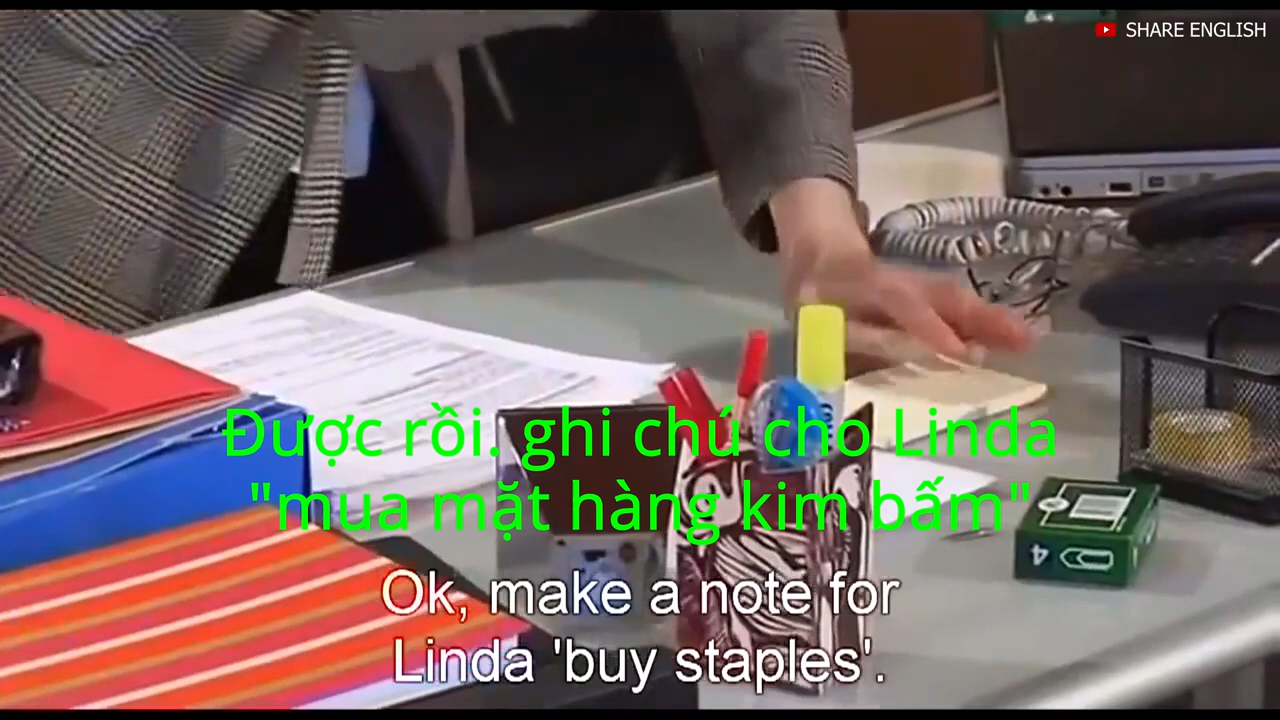 SHARE ENGLISH
Được rồi. ghi chú cho Linda
"mua mặt hàng kim bấm"
Ok, make a note for
Linda 'buy staples'.
4